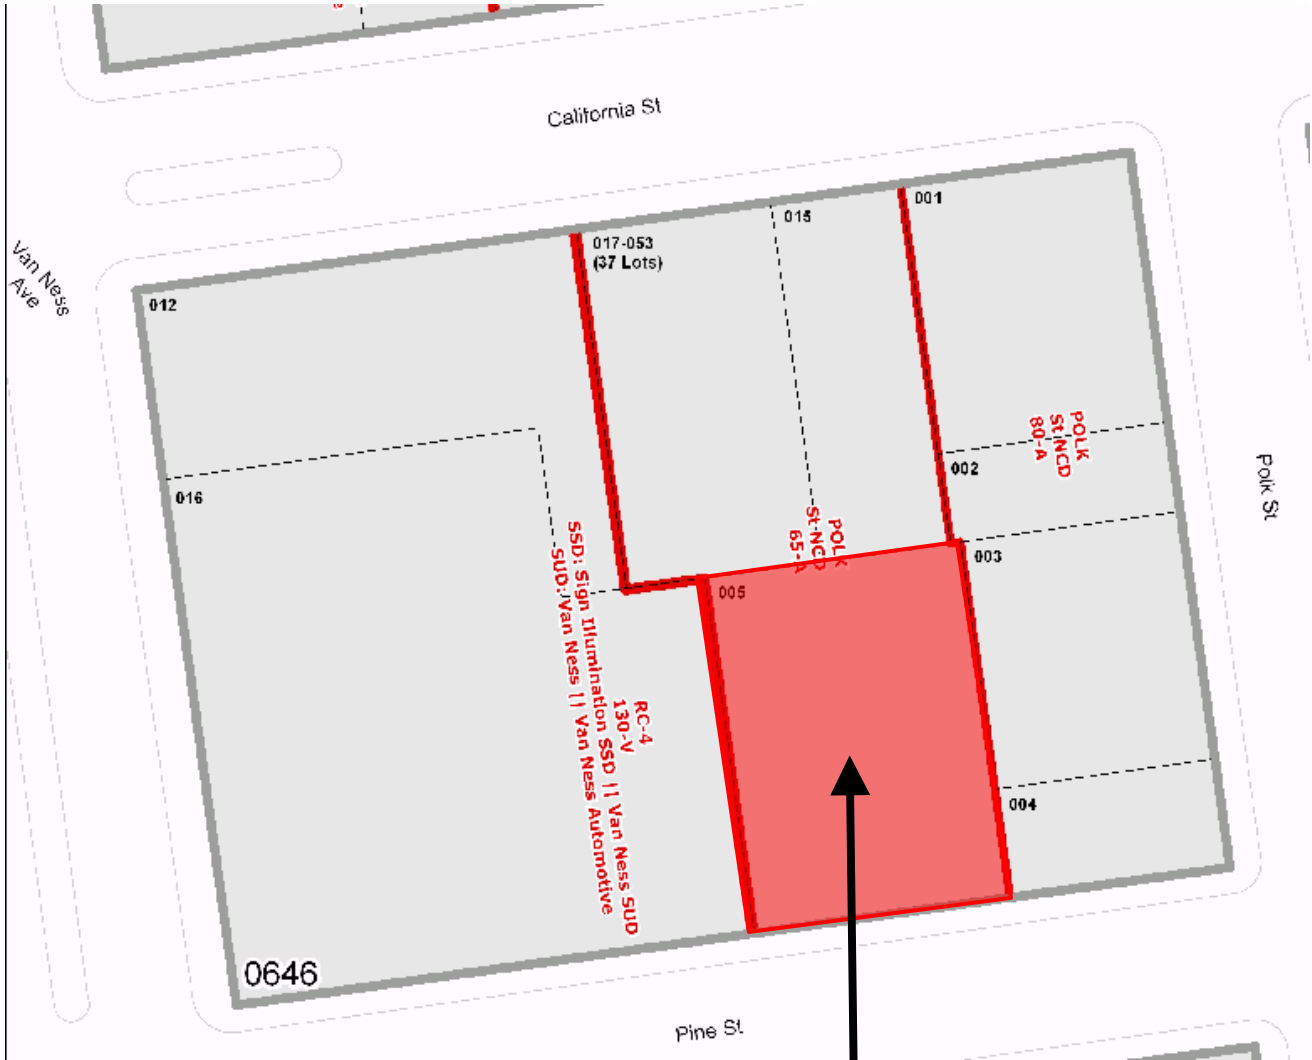 California St
Van Ness
Ave
012
017-053
(37 Lots)
015
001
016
POLK
St NCD
80-A
002
Polk St
003
POLK
St NCD
65-A
005
SSD: Sign Illumination SSD || Van Ness SUD
SUD: Van Ness || Van Ness Automotive
RC-4
130-V
004
0646
Pine St